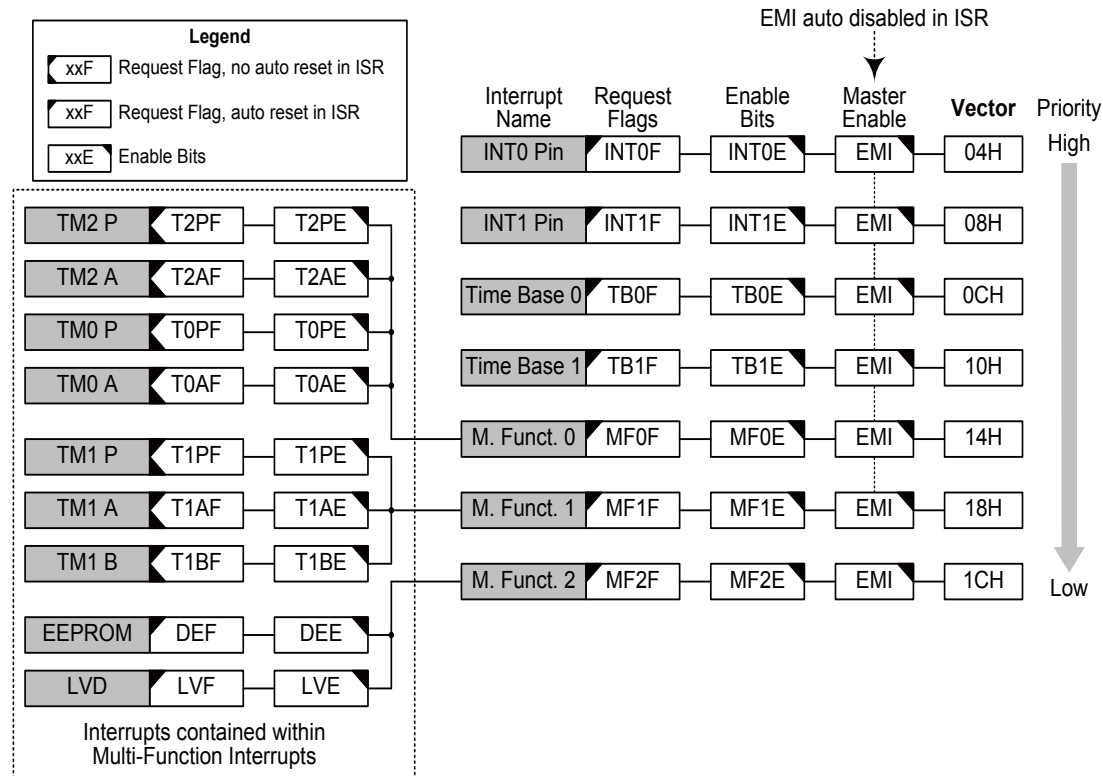 EMI auto disabled in ISR
Legend
xxF Request Flag, no auto reset in ISR
xxF Request Flag, auto reset in ISR
xxE Enable Bits
Interrupt Name
Request Flags
Enable Bits
Master Enable
Vector
Priority
High
INT0 Pin INT0F INT0E EMI 04H
INT1 Pin INT1F INT1E EMI 08H
Time Base 0 TB0F TB0E EMI 0CH
Time Base 1 TB1F TB1E EMI 10H
M. Funct. 0 MF0F MF0E EMI 14H
M. Funct. 1 MF1F MF1E EMI 18H
M. Funct. 2 MF2F MF2E EMI 1CH
Low
TM2 P T2PF T2PE
TM2 A T2AF T2AE
TM0 P T0PF T0PE
TM0 A T0AF T0AE
TM1 P T1PF T1PE
TM1 A T1AF T1AE
TM1 B T1BF T1BE
EEPROM DEF DEE
LVD LVF LVE
Interrupts contained within
Multi-Function Interrupts